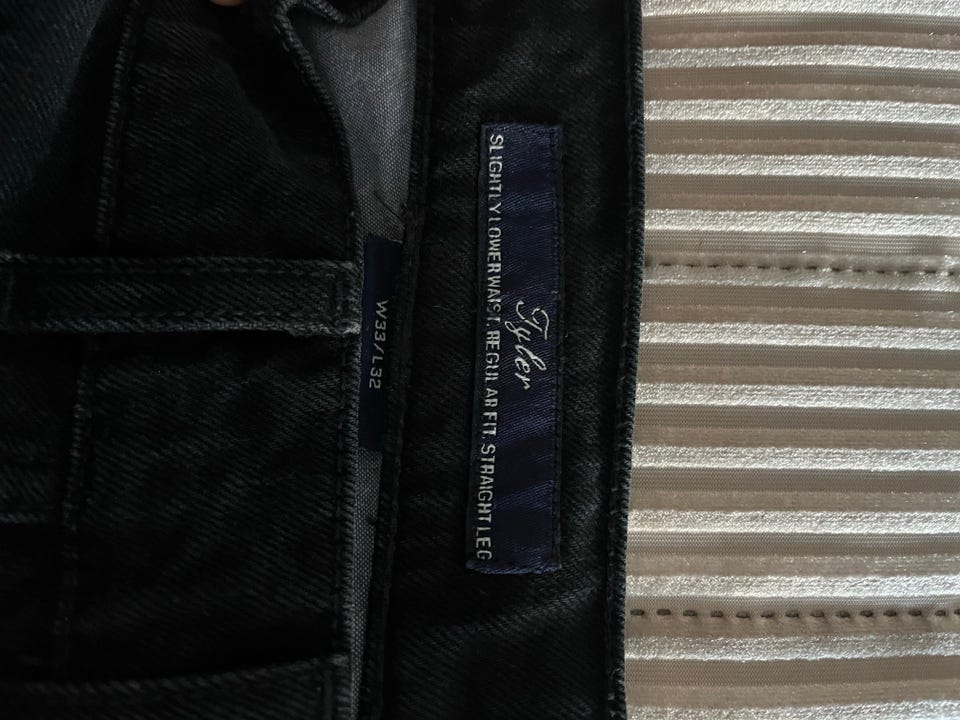 Tyler
SLIGHTLY LOWER WAIST. REGULAR FIT. STRAIGHT LEG
W33/L32